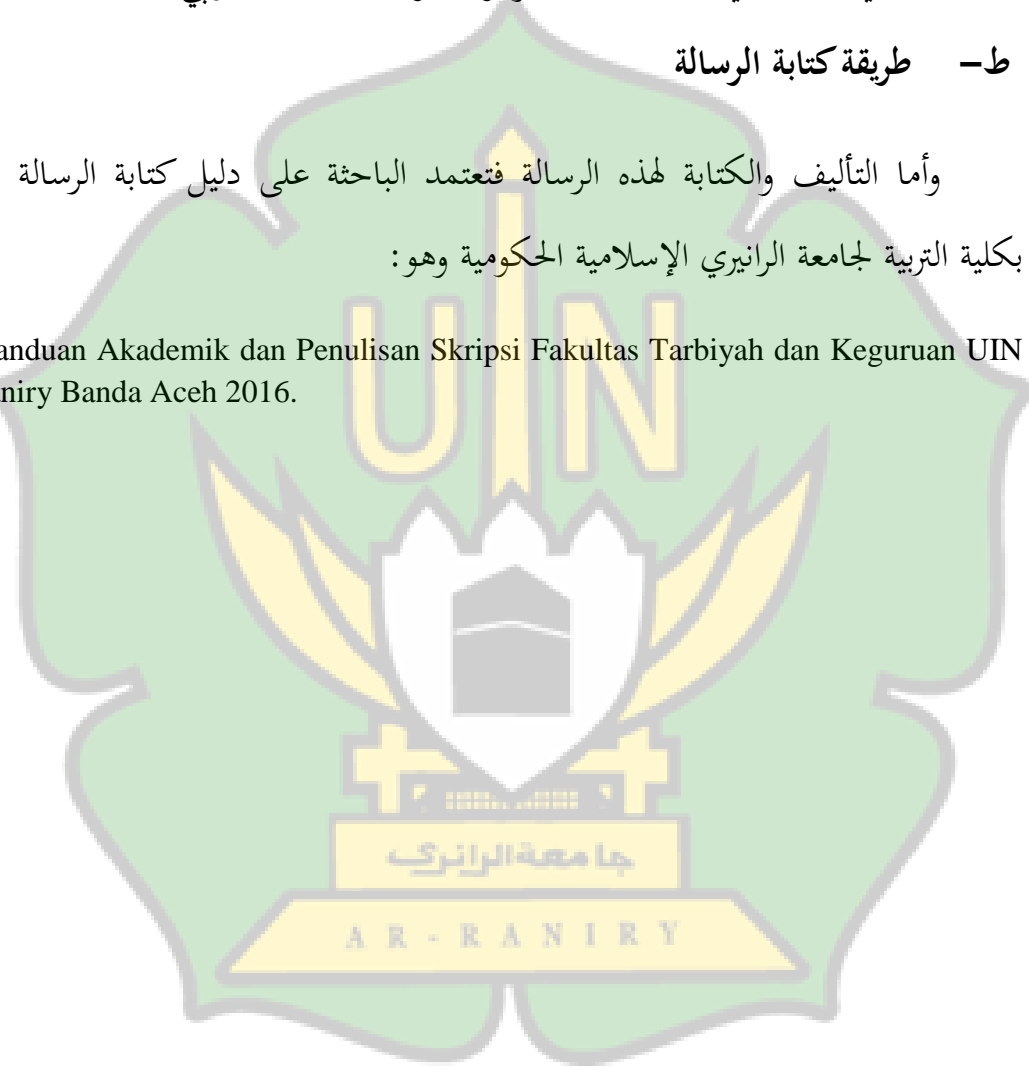 ط– طريقة كتابة الرسالة
وأما التأليف والكتابة لهذه الرسالة فتعتمد الباحثة على دليل كتابة الرسالة
بكلية التربية لجامعة الرانيري الإسلامية الحكومية وهو:
anduan Akademik dan Penulisan Skripsi Fakultas Tarbiyah dan Keguruan UIN
niry Banda Aceh 2016.
UIN
جامعة الرانري
AR-RANIRY